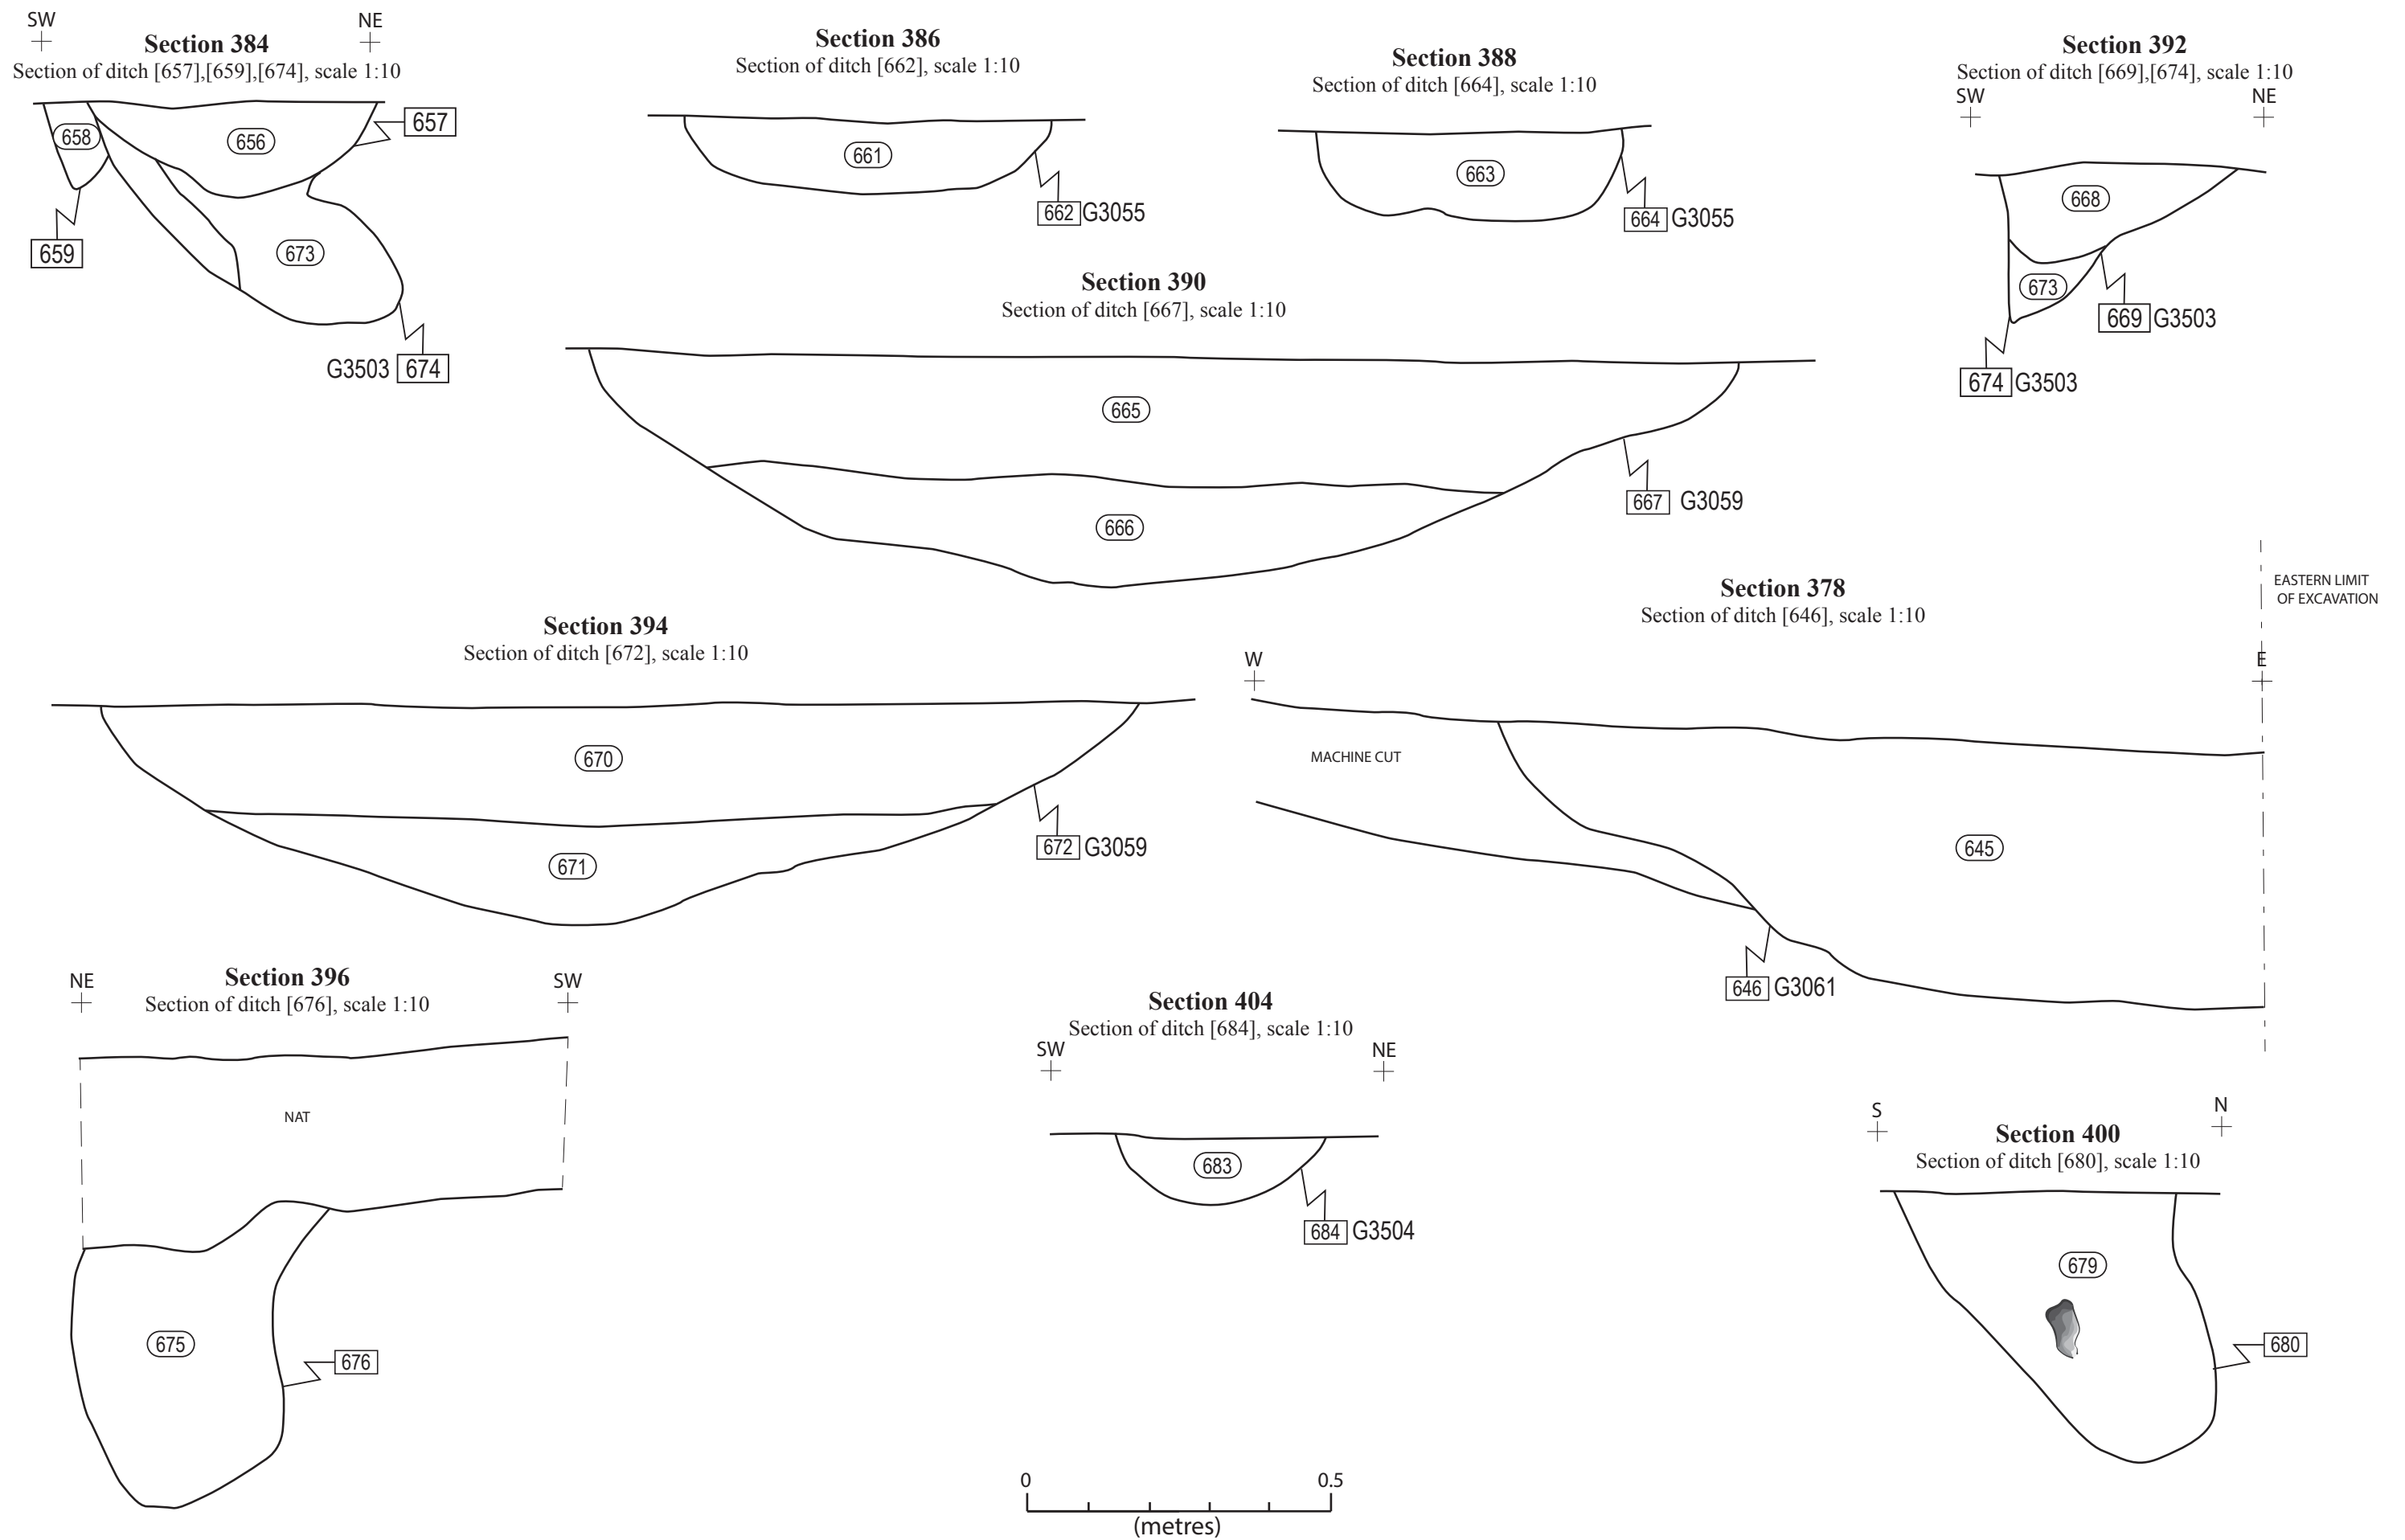 SW
NE
Section 384
Section of ditch [657],[659],[674], scale 1:10
658
656
657
659
673
G3503 674
Section 386
Section of ditch [662], scale 1:10
661
662 G3055
Section 388
Section of ditch [664], scale 1:10
663
664 G3055
Section 392
Section of ditch [669],[674], scale 1:10
SW
NE
668
673
669 G3503
674 G3503
Section 390
Section of ditch [667], scale 1:10
665
666
667 G3059
Section 394
Section of ditch [672], scale 1:10
670
671
672 G3059
Section 378
Section of ditch [646], scale 1:10
EASTERN LIMIT
OF EXCAVATION
W
E
MACHINE CUT
645
646 G3061
NE
SW
Section 396
Section of ditch [676], scale 1:10
NAT
675
676
Section 404
Section of ditch [684], scale 1:10
SW
NE
683
684 G3504
S
N
Section 400
Section of ditch [680], scale 1:10
679
680
0
0.5
(metres)